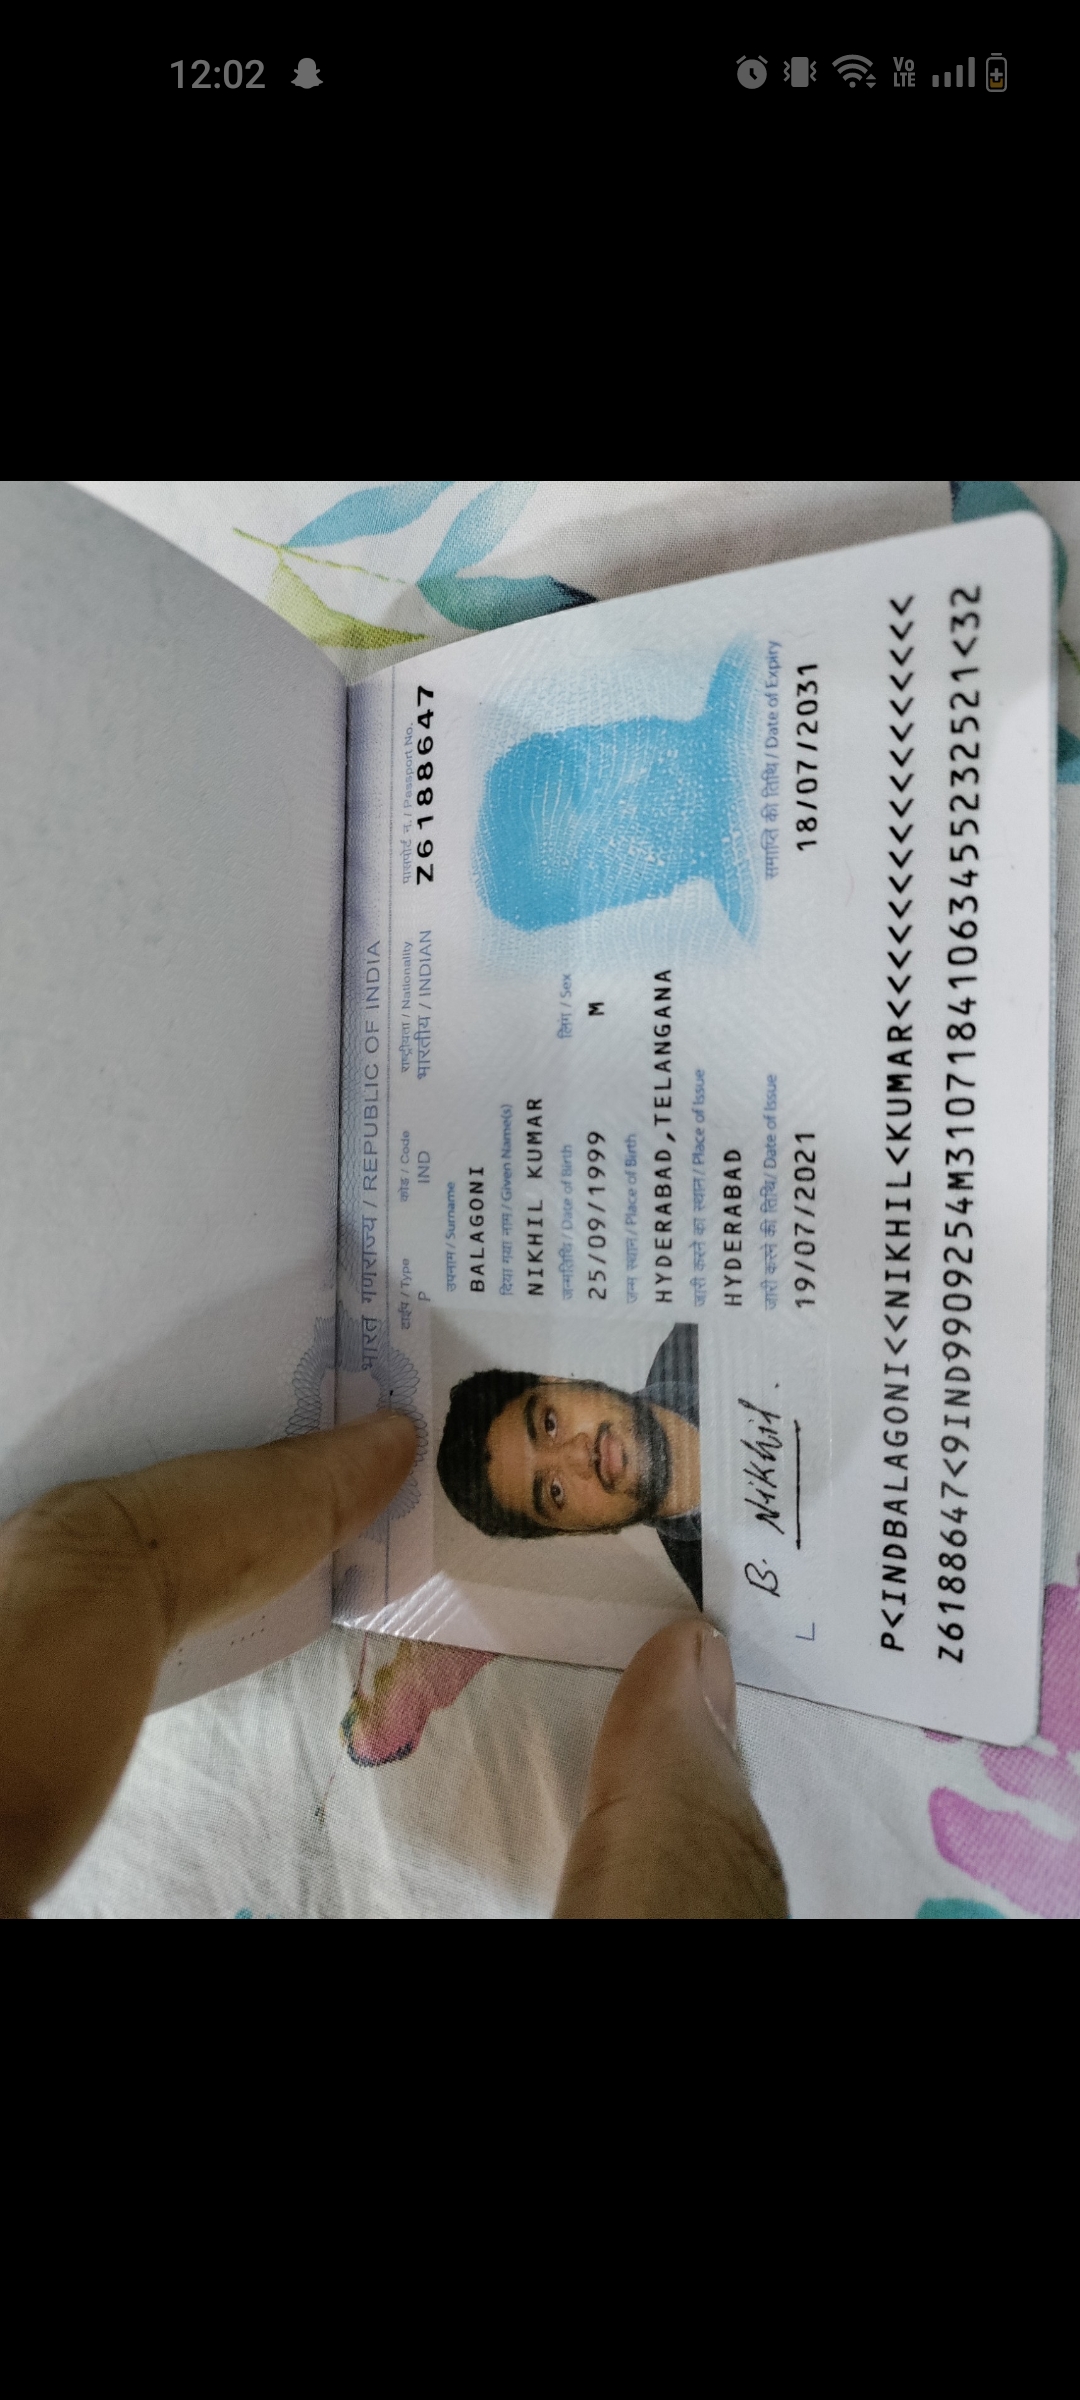 12:02
Vo
LTE
भारत गणराज्य / REPUBLIC OF INDIA
टाईप / Type
कोड / Code
राष्ट्रीयता / Nationality
पासपोर्ट न. / Passport No.
P
IND
भारतीय / INDIAN
Z6188647
उपनाम / Surname
BALAGONI
दिया गया नाम / Given Name(s)
NIKHIL KUMAR
जन्मतिथि / Date of Birth
लिंग / Sex
25/09/1999
M
जन्म स्थान / Place of Birth
HYDERABAD,TELANGANA
जारी करने का स्थान / Place of Issue
HYDERABAD
जारी करने की तिथि / Date of Issue
समाप्ति की तिथि / Date of Expiry
19/07/2021
18/07/2031
B. Nikhil.
P<INDBALAGONI<<NIKHIL<KUMAR<<<<<<<<<<<<<<<<<
Z6188647<9IND9909254M3107184106345523252​1<32